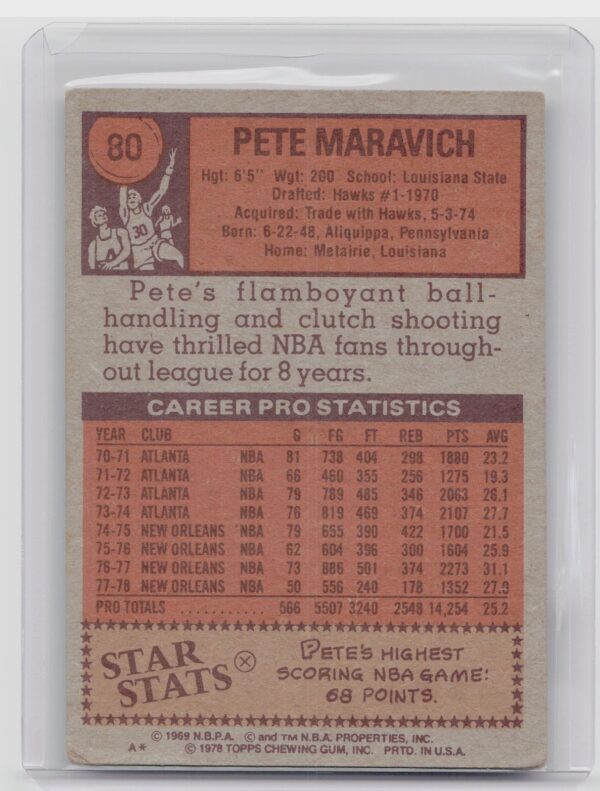 80
PETE MARAVICH
Hgt: 6'5" Wgt: 200 School: Louisiana State
Drafted: Hawks #1-1970
Acquired: Trade with Hawks, 5-3-74
Born: 6-22-48, Aliquippa, Pennsylvania
Home: Metairie, Louisiana
30
Pete's flamboyant ball-
handling and clutch shooting
have thrilled NBA fans through-
out league for 8 years.
CAREER PRO STATISTICS
YEAR CLUB G FG FT REB PTS AVG
70-71 ATLANTA NBA 81 738 404 298 1880 23.2
71-72 ATLANTA NBA 66 460 355 256 1275 19.3
72-73 ATLANTA NBA 79 789 485 346 2063 26.1
73-74 ATLANTA NBA 76 819 469 374 2107 27.7
74-75 NEW ORLEANS NBA 79 655 390 422 1700 21.5
75-76 NEW ORLEANS NBA 62 604 396 300 1604 25.9
76-77 NEW ORLEANS NBA 73 886 501 374 2273 31.1
77-78 NEW ORLEANS NBA 50 556 240 178 1352 27.0
PRO TOTALS ........... 566 5507 3240 2548 14,254 25.2
STAR
STATS
PETE'S HIGHEST
SCORING NBA GAME:
68 POINTS.
© 1969 N.B.P.A. © and TM N.B.A. PROPERTIES, INC.
A* © 1978 TOPPS CHEWING GUM, INC. PRTD. IN U.S.A.